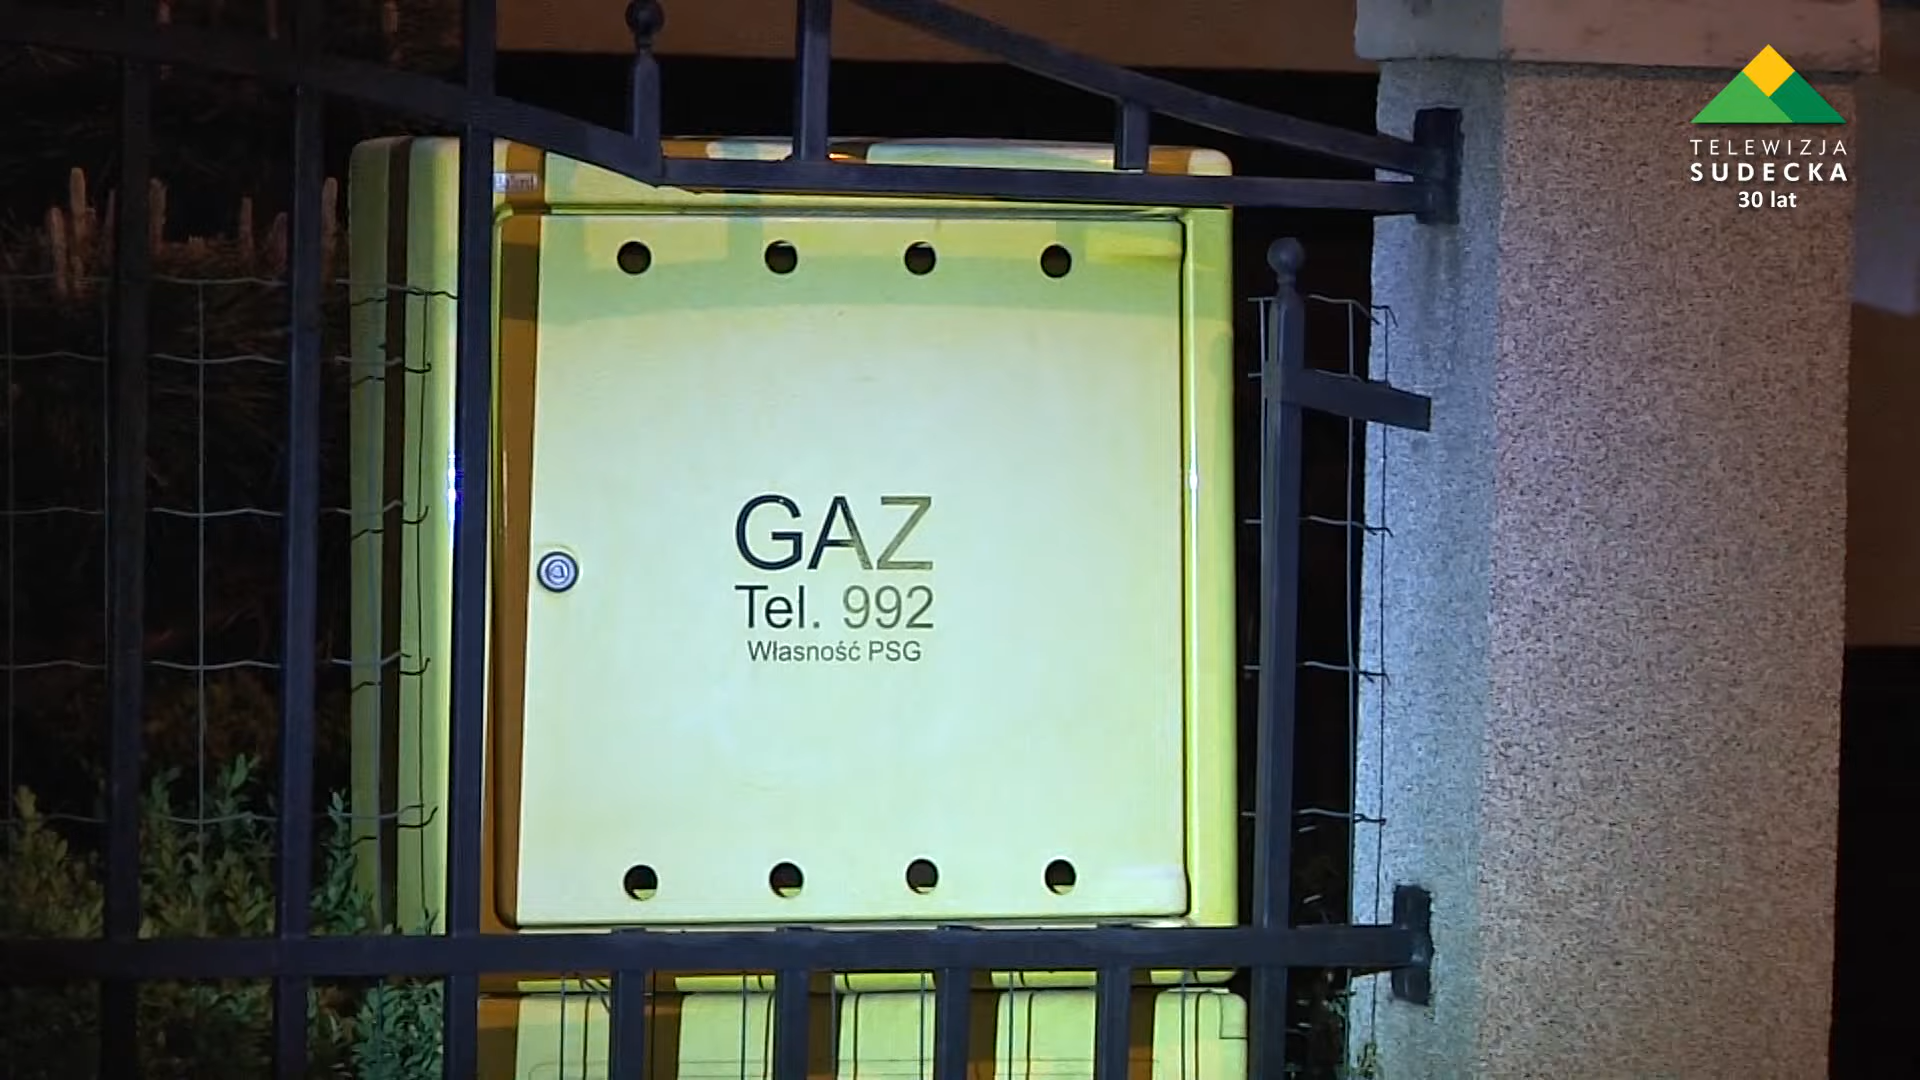 TELEWIZJA
SUDECKA
30 lat
GAZ
Tel. 992
Własność PSG